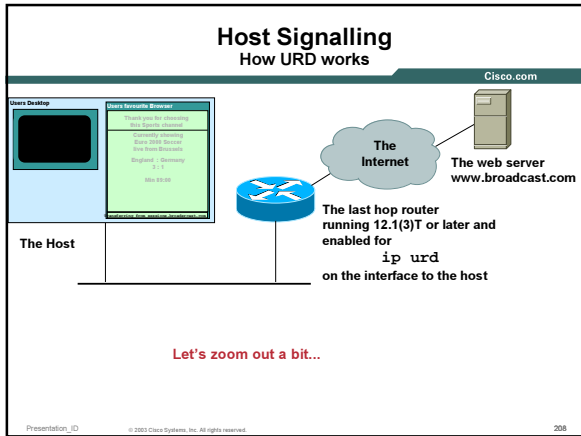 Host Signalling
How URD works
Cisco.com
Users Desktop
Users favourite Browser
Thank you for choosing
this Sports channel
Currently showing
Euro 2000 Soccer
live from Brussels
England : Germany
2 : 1
Min
The
Internet
The web server
www.broadcast.com
The last hop router
running 12.1(3)T or later and
enabled for
ip urd
on the interface to the host
The Host
Let's zoom out a bit...
Presentation_ID
© 2003 Cisco Systems, Inc. All rights reserved.
208